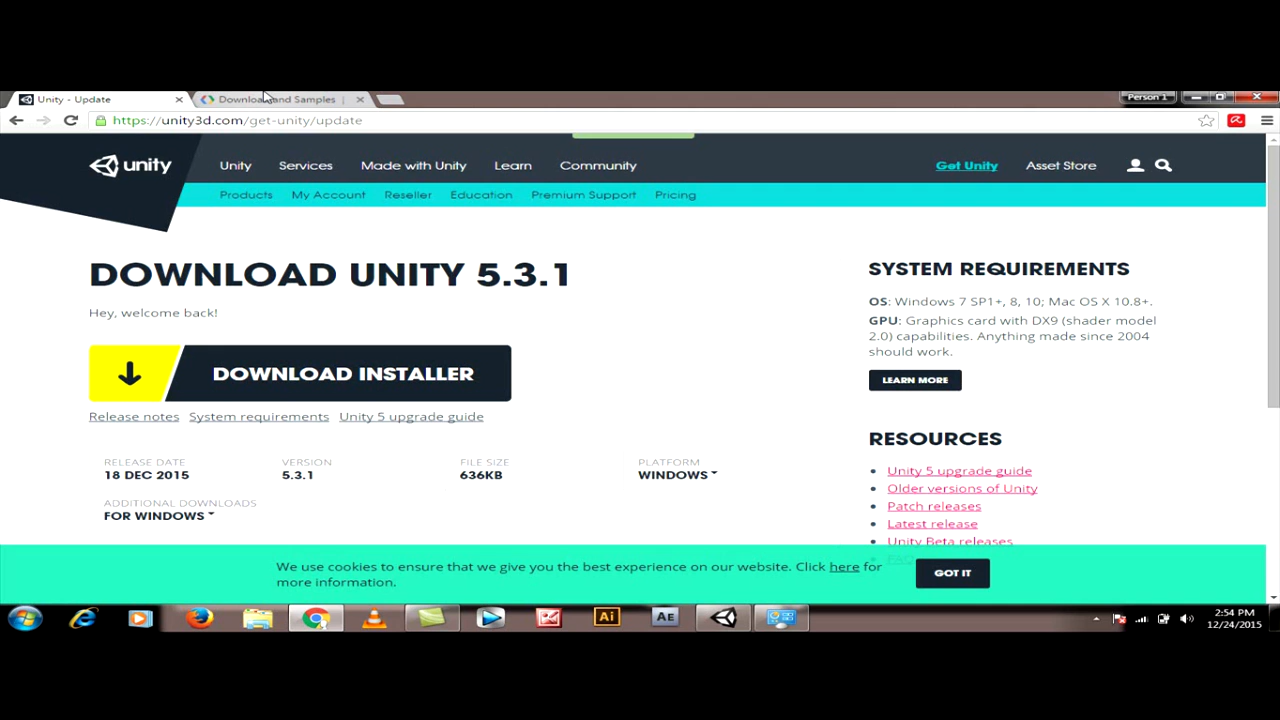 Unity - Update
Download and Samples
Person 1
https://unity3d.com/get-unity/update
unity
Unity Services Made with Unity Learn Community
Get Unity Asset Store
Products My Account Reseller Education Premium Support Pricing
DOWNLOAD UNITY 5.3.1
Hey, welcome back!
DOWNLOAD INSTALLER
Release notes System requirements Unity 5 upgrade guide
RELEASE DATE VERSION FILE SIZE PLATFORM
18 DEC 2015 5.3.1 636KB WINDOWS
ADDITIONAL DOWNLOADS
FOR WINDOWS
SYSTEM REQUIREMENTS
OS: Windows 7 SP1+, 8, 10; Mac OS X 10.8+.
GPU: Graphics card with DX9 (shader model
2.0) capabilities. Anything made since 2004
should work.
LEARN MORE
RESOURCES
Unity 5 upgrade guide
Older versions of Unity
Patch releases
Latest release
Unity Beta releases
FAQ
We use cookies to ensure that we give you the best experience on our website. Click here for
more information.
GOT IT
Ai
Ae
2:54 PM
12/24/2015